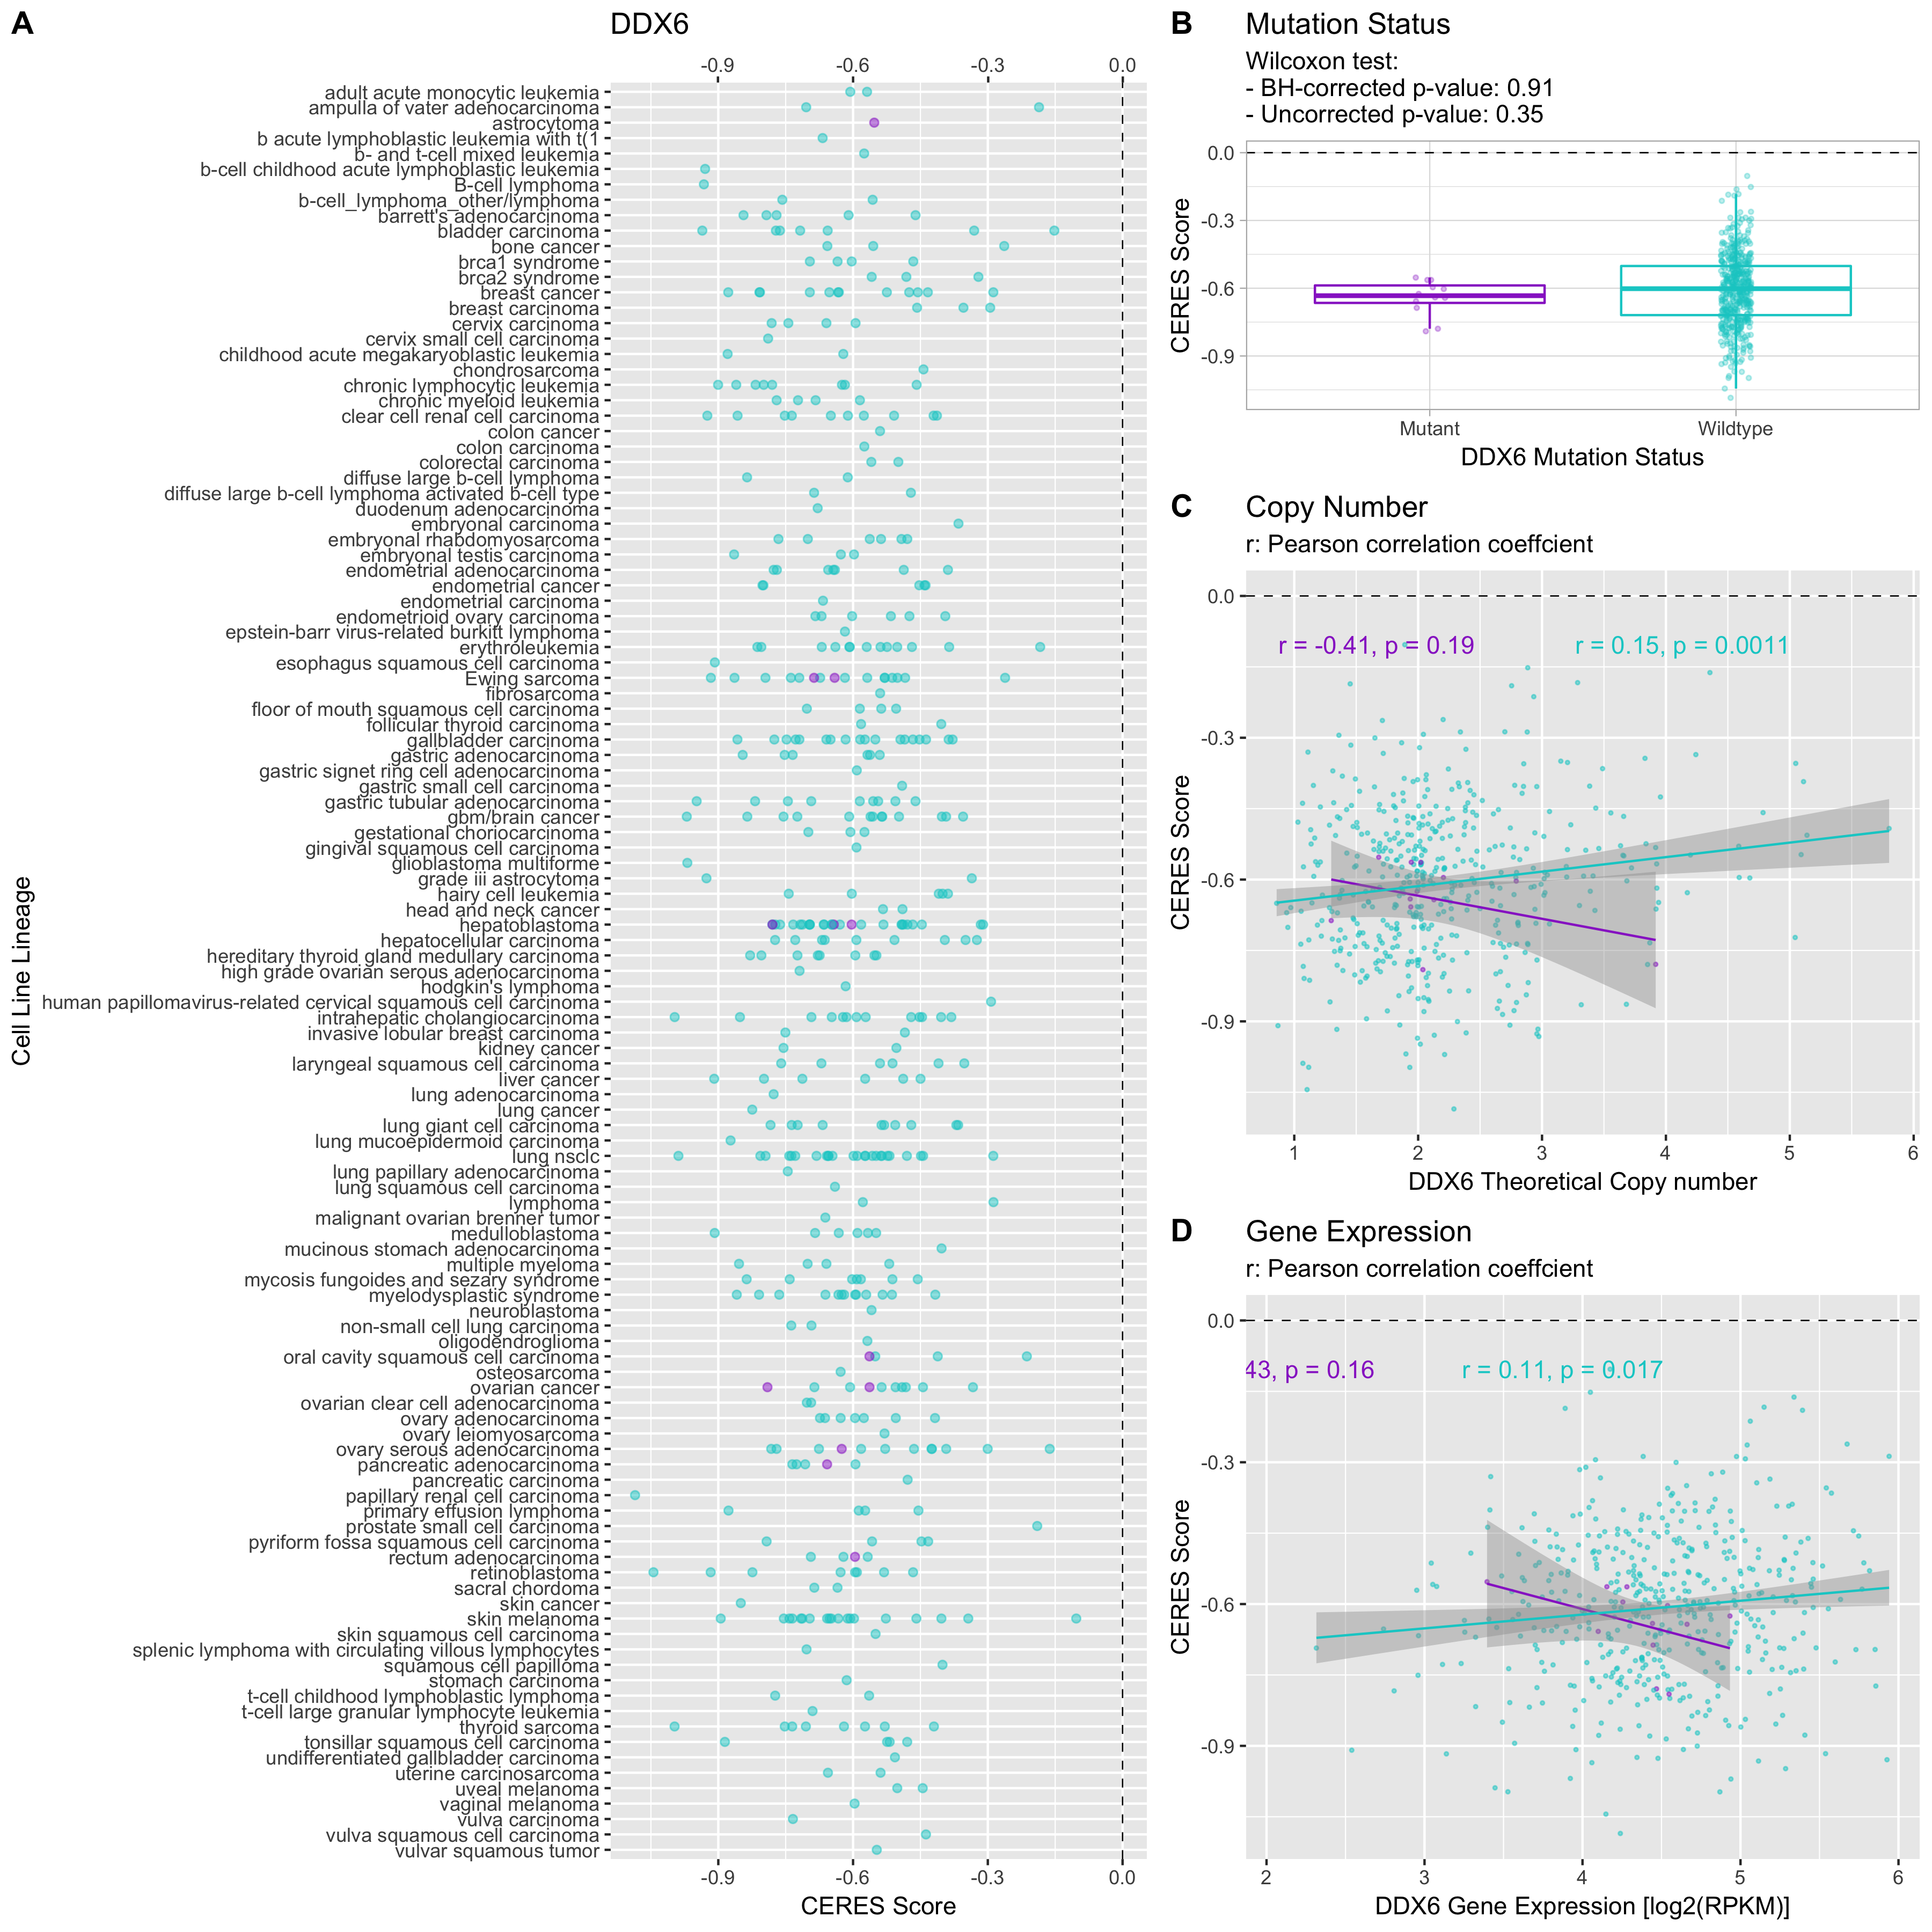 A
DDX6
-0.9 -0.6 -0.3 0.0
adult acute monocytic leukemia
ampulla of vater adenocarcinoma
astrocytoma
b acute lymphoblastic leukemia with t(1
b- and t-cell mixed leukemia
b-cell childhood acute lymphoblastic leukemia
B-cell lymphoma
b-cell_lymphoma_other/lymphoma
barrett's adenocarcinoma
bladder carcinoma
bone cancer
brca1 syndrome
brca2 syndrome
breast cancer
breast carcinoma
cervix carcinoma
cervix small cell carcinoma
childhood acute megakaryoblastic leukemia
chondrosarcoma
chronic lymphocytic leukemia
chronic myeloid leukemia
clear cell renal cell carcinoma
colon cancer
colon carcinoma
colorectal carcinoma
diffuse large b-cell lymphoma
diffuse large b-cell lymphoma activated b-cell type
duodenum adenocarcinoma
embryonal carcinoma
embryonal rhabdomyosarcoma
embryonal testis carcinoma
endometrial adenocarcinoma
endometrial cancer
endometrial carcinoma
endometrioid ovary carcinoma
epstein-barr virus-related burkitt lymphoma
erythroleukemia
esophagus squamous cell carcinoma
Ewing sarcoma
fibrosarcoma
floor of mouth squamous cell carcinoma
follicular thyroid carcinoma
gallbladder carcinoma
gastric adenocarcinoma
gastric signet ring cell adenocarcinoma
gastric small cell carcinoma
gastric tubular adenocarcinoma
gbm/brain cancer
gestational choriocarcinoma
gingival squamous cell carcinoma
glioblastoma multiforme
grade iii astrocytoma
hairy cell leukemia
head and neck cancer
hepatoblastoma
hepatocellular carcinoma
hereditary thyroid gland medullary carcinoma
high grade ovarian serous adenocarcinoma
hodgkin's lymphoma
human papillomavirus-related cervical squamous cell carcinoma
intrahepatic cholangiocarcinoma
invasive lobular breast carcinoma
kidney cancer
laryngeal squamous cell carcinoma
liver cancer
lung adenocarcinoma
lung cancer
lung giant cell carcinoma
lung mucoepidermoid carcinoma
lung nsclc
lung papillary adenocarcinoma
lung squamous cell carcinoma
lymphoma
malignant ovarian brenner tumor
medulloblastoma
mucinous stomach adenocarcinoma
multiple myeloma
mycosis fungoides and sezary syndrome
myelodysplastic syndrome
neuroblastoma
non-small cell lung carcinoma
oligodendroglioma
oral cavity squamous cell carcinoma
osteosarcoma
ovarian cancer
ovarian clear cell adenocarcinoma
ovary adenocarcinoma
ovary leiomyosarcoma
ovary serous adenocarcinoma
pancreatic adenocarcinoma
pancreatic carcinoma
papillary renal cell carcinoma
primary effusion lymphoma
prostate small cell carcinoma
pyriform fossa squamous cell carcinoma
rectum adenocarcinoma
retinoblastoma
sacral chordoma
skin cancer
skin melanoma
skin squamous cell carcinoma
splenic lymphoma with circulating villous lymphocytes
squamous cell papilloma
stomach carcinoma
t-cell childhood lymphoblastic lymphoma
t-cell large granular lymphocyte leukemia
thyroid sarcoma
tonsillar squamous cell carcinoma
undifferentiated gallbladder carcinoma
uterine carcinosarcoma
uveal melanoma
vaginal melanoma
vulva carcinoma
vulva squamous cell carcinoma
vulvar squamous tumor
-0.9 -0.6 -0.3 0.0
CERES Score
Cell Line Lineage
B
Mutation Status
Wilcoxon test:
- BH-corrected p-value: 0.91
- Uncorrected p-value: 0.35
0.0
-0.3
-0.6
-0.9
CERES Score
Mutant Wildtype
DDX6 Mutation Status
C
Copy Number
r: Pearson correlation coeffcient
r = -0.41, p = 0.19 r = 0.15, p = 0.0011
0.0
-0.3
-0.6
-0.9
CERES Score
1 2 3 4 5 6
DDX6 Theoretical Copy number
D
Gene Expression
r: Pearson correlation coeffcient
43, p = 0.16 r = 0.11, p = 0.017
0.0
-0.3
-0.6
-0.9
CERES Score
2 3 4 5 6
DDX6 Gene Expression [log2(RPKM)]